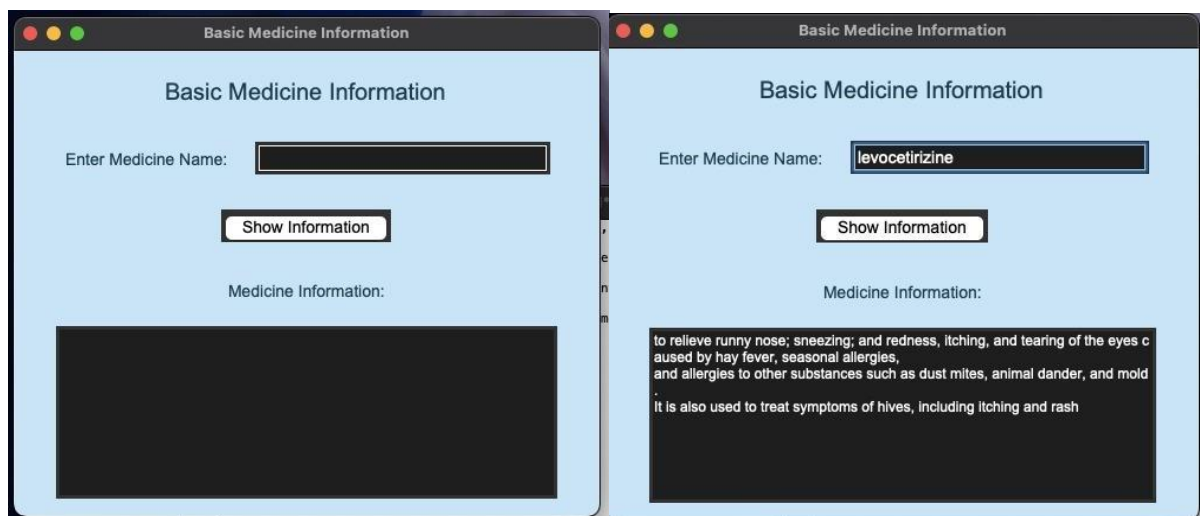 Basic Medicine Information
Basic Medicine Information
Enter Medicine Name:
Show Information
Medicine Information:
Basic Medicine Information
Basic Medicine Information
Enter Medicine Name: levocetirizine
Show Information
Medicine Information:
to relieve runny nose; sneezing; and redness, itching, and tearing of the eyes c
aused by hay fever, seasonal allergies,
and allergies to other substances such as dust mites, animal dander, and mold
.
It is also used to treat symptoms of hives, including itching and rash